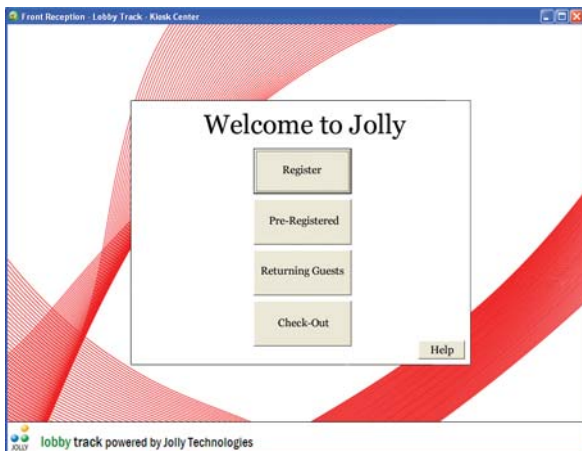 Front Reception - Lobby Track - Kiosk Center
Welcome to Jolly
Register
Pre-Registered
Returning Guests
Check-Out
Help
JOLLY
lobby track powered by Jolly Technologies